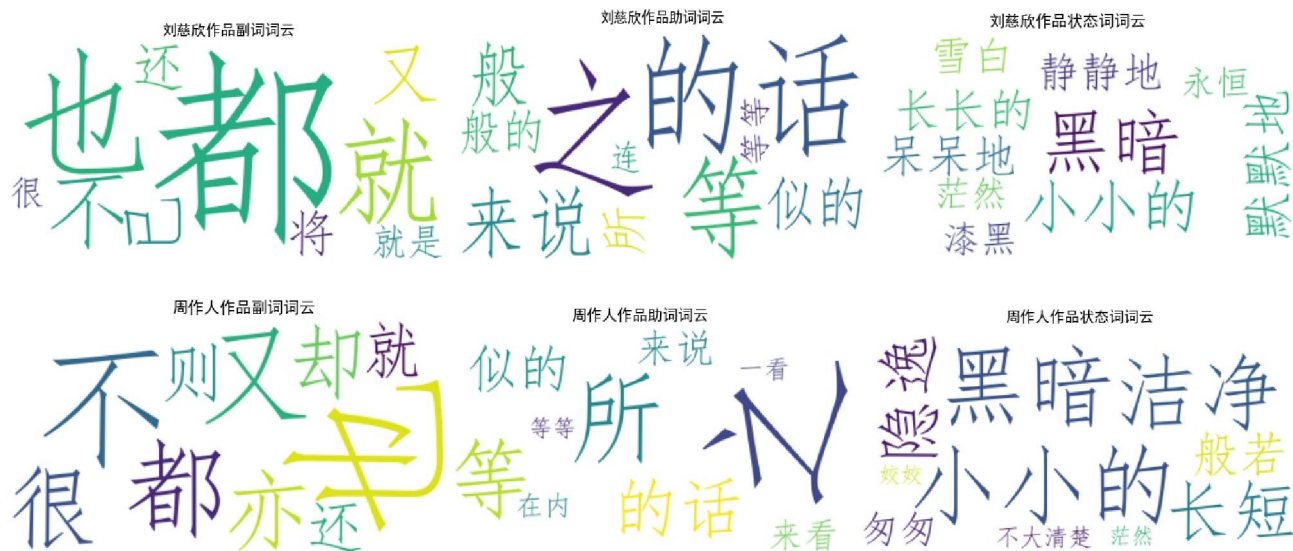 刘慈欣作品副词词云
还
又
也
都
就
很
不
已
将
就是
刘慈欣作品助词词云
般
的话
之
等等
般的
连
等
来说
所
似的
刘慈欣作品状态词词云
雪白
静静地
永恒
长长的
黑暗
默默地
呆呆地
茫然
小小的
漆黑
周作人作品副词词云
不
则
又
却
就
也
很
都
亦
还
周作人作品助词词云
似的
来说
一看
所
之
等等
等
的话
在内
来看
周作人作品状态词词云
隐逸
黑暗
洁净
小小的
般若
姣姣
长短
匆匆
不大清楚
茫然